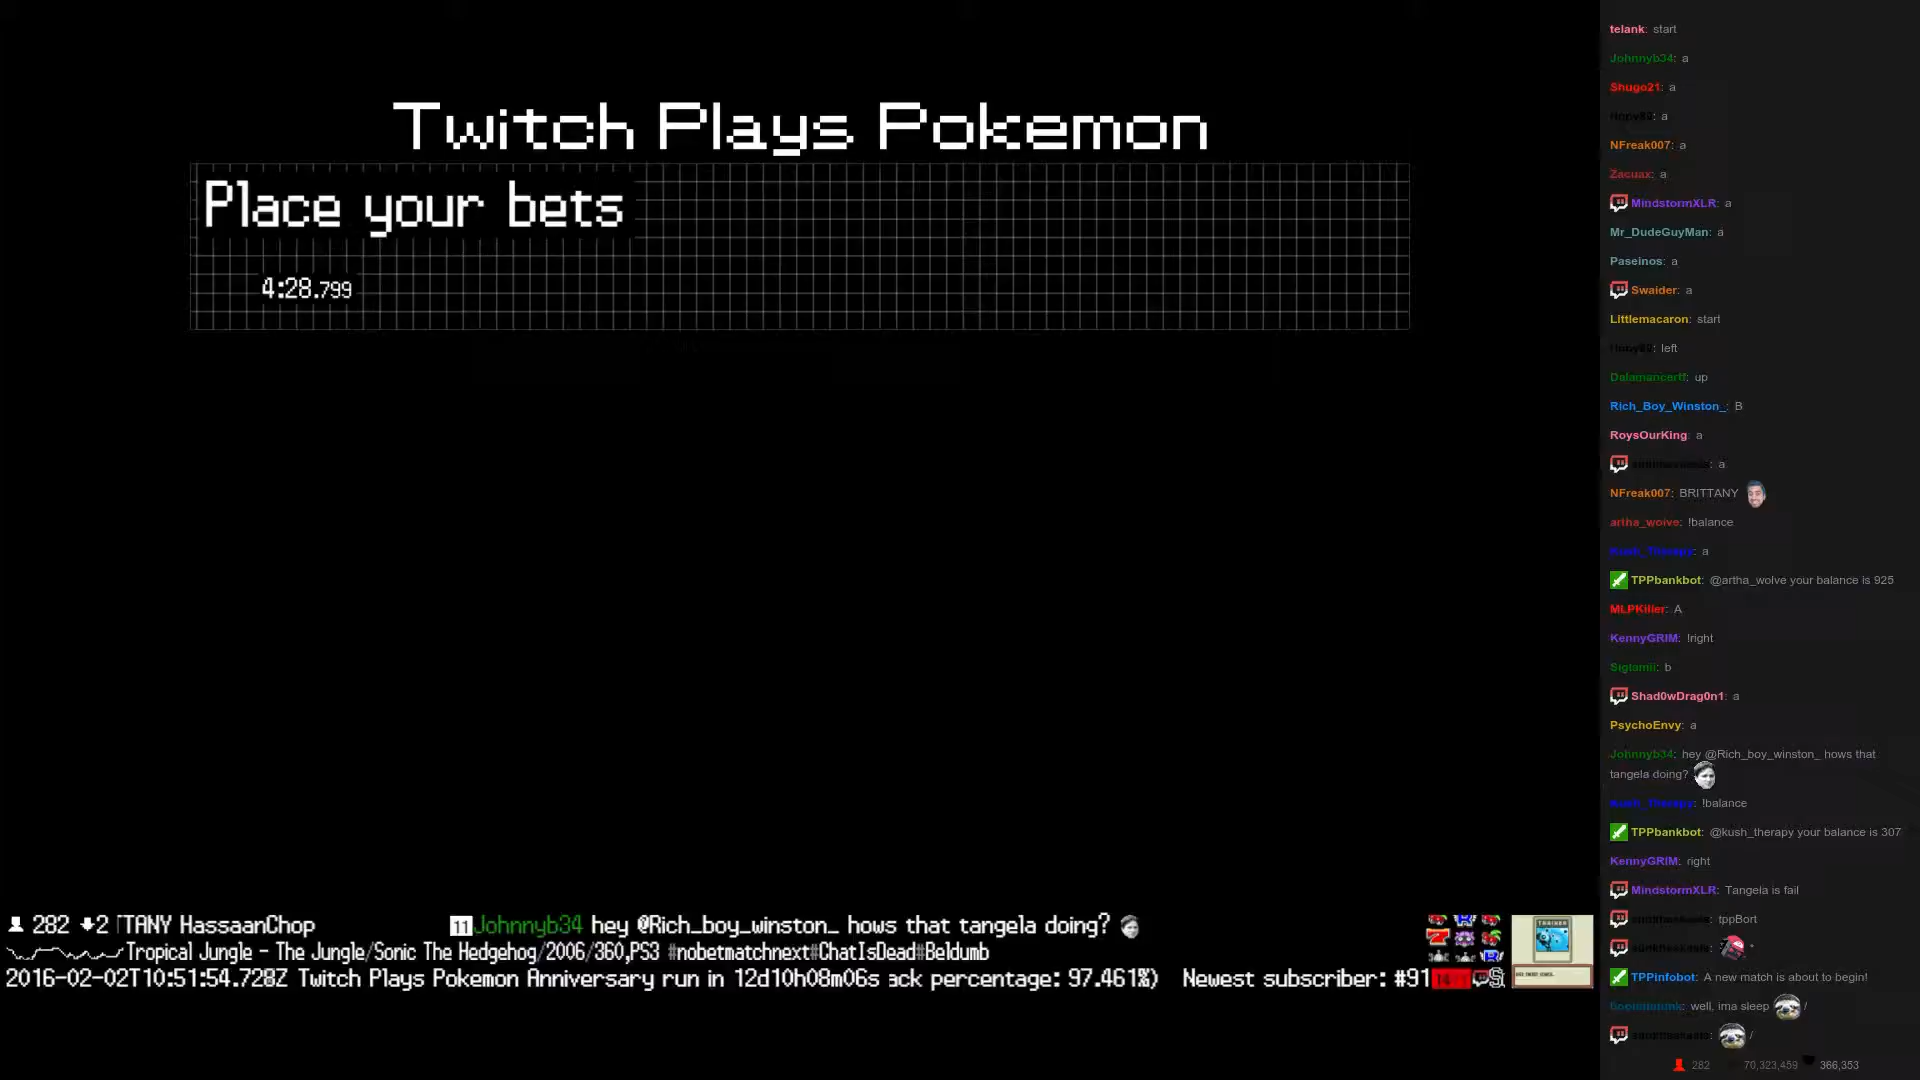 Twitch Plays Pokemon
Place your bets
4:28.799
telank: start
Johnnyb34: a
Shugo21: a
: a
NFreak007: a
Zacuax: a
MindstormXLR: a
Mr_DudeGuyMan: a
Paseinos: a
Swaider: a
Littlemacaron: start
: left
: up
Rich_Boy_Winston_: B
RoysOurKing: a
: a
NFreak007: BRITTANY
artha_wolve: !balance
Kush_Therapy: a
TPPbankbot: @artha_wolve your balance is 925
MLPKiller: A
KennyGRIM: !right
Sigtamii: b
Shad0wDrag0n1: a
PsychoEnvy: a
Johnnyb34: hey @Rich_boy_winston_ hows that
tangela doing?
Kush_Therapy: !balance
TPPbankbot: @kush_therapy your balance is 307
KennyGRIM: right
MindstormXLR: Tangela is fail
: tppBort
TPPinfobot: A new match is about to begin!
: well, ima sleep /
: /
282 70,323,459 366,353
282 2 TTANY HassaanChop 11 Johnnyb34 hey @Rich_boy_winston_ hows that tangela doing?
Tropical Jungle - The Jungle/Sonic The Hedgehog/2006/360,PS3 #nobetmatchnext#ChatIsDead#Beldumb
2016-02-02T10:51:54.728Z Twitch Plays Pokemon Anniversary run in 12d10h08m06s ack percentage: 97.461%) Newest subscriber: #91
TRAINER